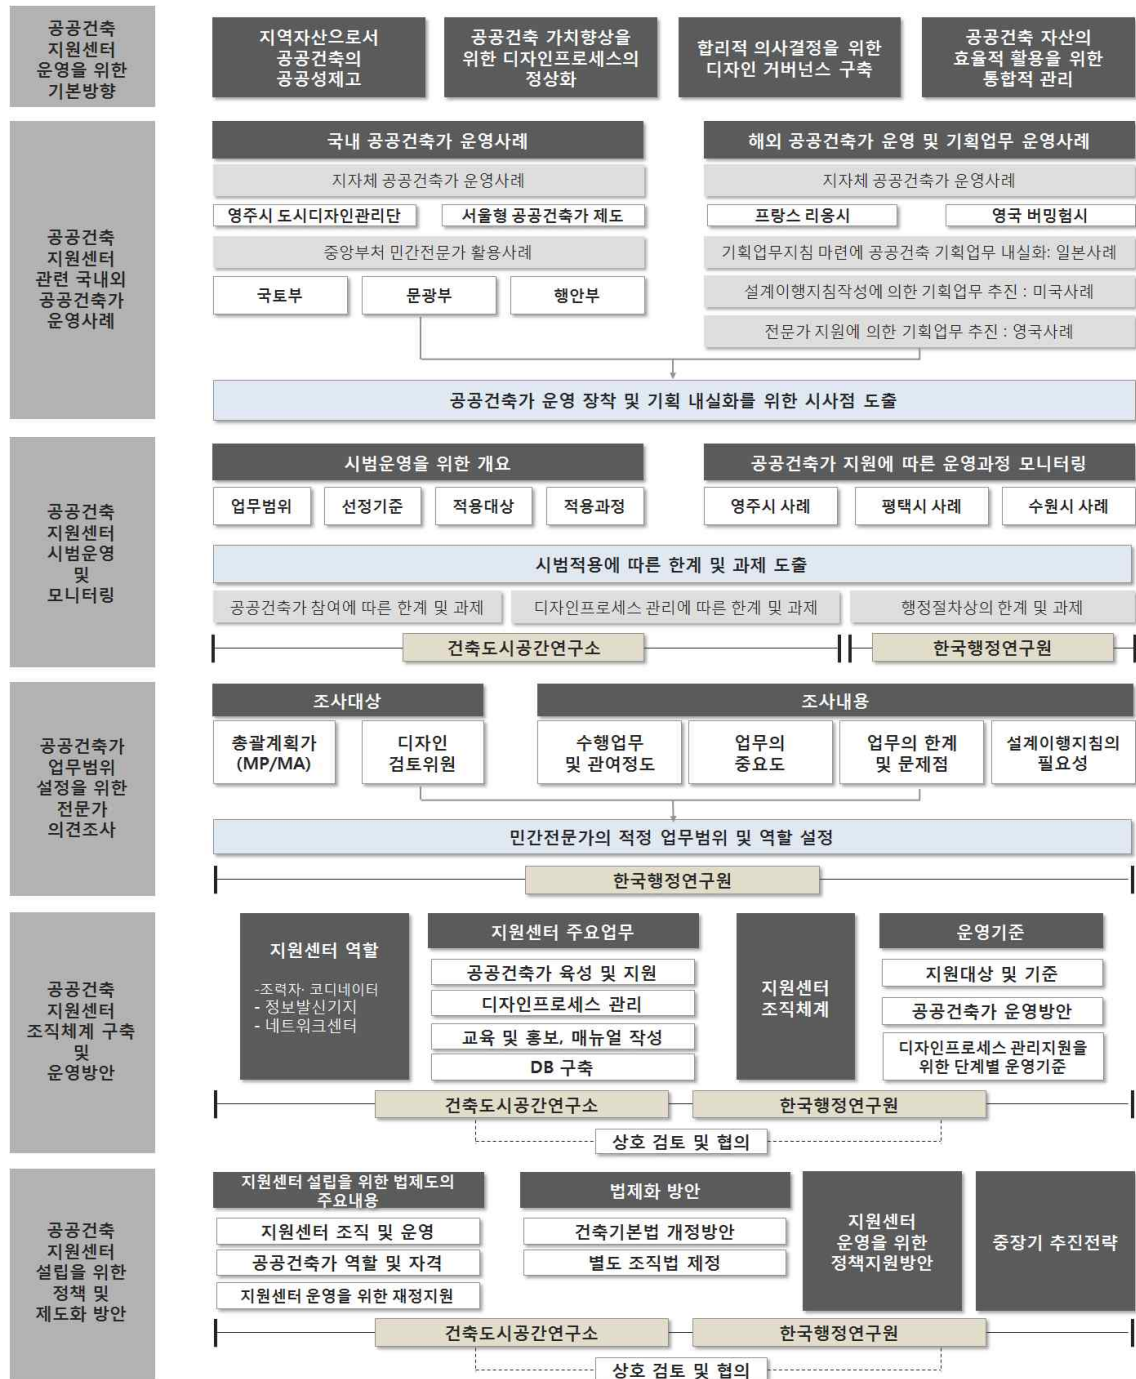 공공건축
지원센터
운영을 위한
기본방향
지역자산으로서
공공건축의
공공성제고
공공건축 가치향상을
위한 디자인프로세스의
정상화
합리적 의사결정을 위한
디자인 거버넌스 구축
공공건축 자산의
효율적 활용을 위한
통합적 관리
공공건축
지원센터
관련 국내외
공공건축가
운영사례
국내 공공건축가 운영사례
지자체 공공건축가 운영사례
영주시 도시디자인관리단
서울형 공공건축가 제도
중앙부처 민간전문가 활용사례
국토부
문광부
행안부
해외 공공건축가 운영 및 기획업무 운영사례
지자체 공공건축가 운영사례
프랑스 리옹시
영국 버밍험시
기획업무지침 마련에 공공건축 기획업무 내실화: 일본사례
설계이행지침작성에 의한 기획업무 추진 : 미국사례
전문가 지원에 의한 기획업무 추진 : 영국사례
공공건축가 운영 장착 및 기획 내실화를 위한 시사점 도출
공공건축
지원센터
시범운영
및
모니터링
시범운영을 위한 개요
업무범위
선정기준
적용대상
적용과정
공공건축가 지원에 따른 운영과정 모니터링
영주시 사례
평택시 사례
수원시 사례
시범적용에 따른 한계 및 과제 도출
공공건축가 참여에 따른 한계 및 과제
디자인프로세스 관리에 따른 한계 및 과제
행정절차상의 한계 및 과제
건축도시공간연구소
한국행정연구원
공공건축가
업무범위
설정을 위한
전문가
의견조사
조사대상
총괄계획가
(MP/MA)
디자인
검토위원
조사내용
수행업무
및 관여정도
업무의
중요도
업무의 한계
및 문제점
설계이행지침의
필요성
민간전문가의 적정 업무범위 및 역할 설정
한국행정연구원
공공건축
지원센터
조직체계 구축
및
운영방안
지원센터 역할
-조력자· 코디네이터
- 정보발신기지
- 네트워크센터
지원센터 주요업무
공공건축가 육성 및 지원
디자인프로세스 관리
교육 및 홍보, 매뉴얼 작성
DB 구축
지원센터
조직체계
운영기준
지원대상 및 기준
공공건축가 운영방안
디자인프로세스 관리지원을
위한 단계별 운영기준
건축도시공간연구소
한국행정연구원
상호 검토 및 협의
공공건축
지원센터
설립을 위한
정책 및
제도화 방안
지원센터 설립을 위한 법제도의
주요내용
지원센터 조직 및 운영
공공건축가 역할 및 자격
지원센터 운영을 위한 재정지원
법제화 방안
건축기본법 개정방안
별도 조직법 제정
지원센터
운영을 위한
정책지원방안
중장기 추진전략
건축도시공간연구소
한국행정연구원
상호 검토 및 협의